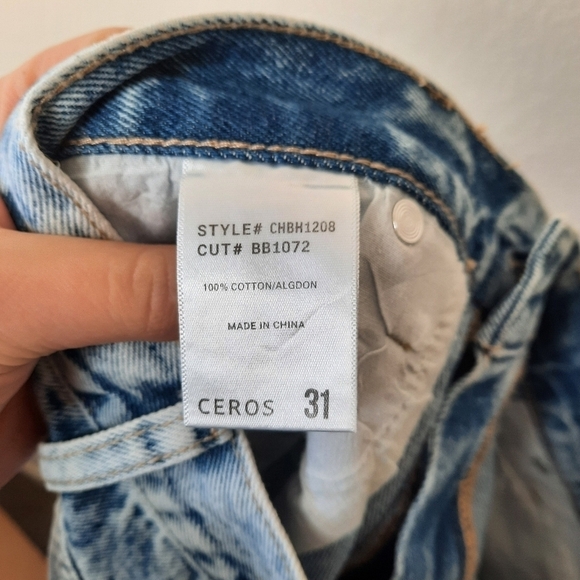 STYLE# CHBH1208
CUT# BB1072
100% COTTON/ALGDON
MADE IN CHINA
CEROS 31